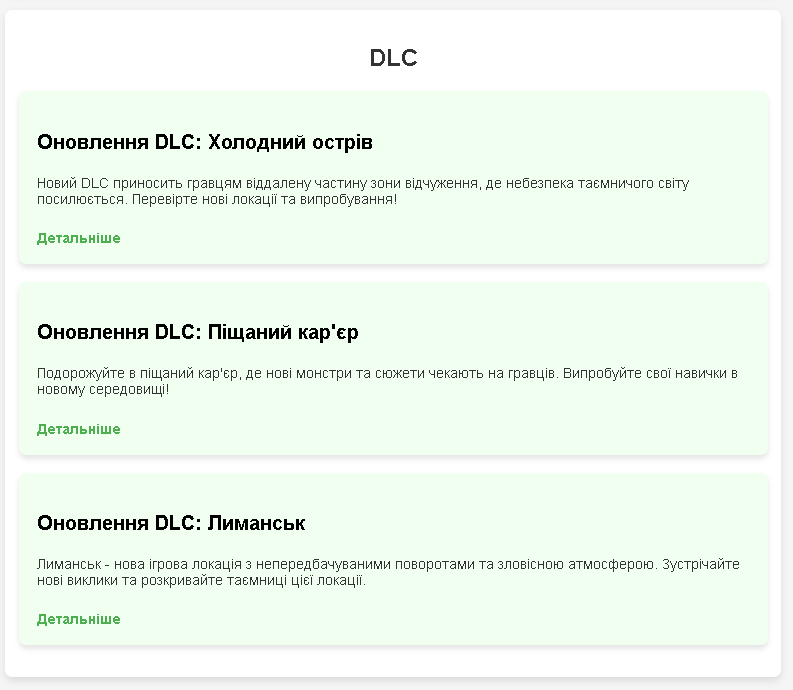 DLC
Оновлення DLC: Холодний острів
Новий DLC приносить гравцям віддалену частину зони відчуження, де небезпека таємничого світу
посилюється. Перевірте нові локації та випробування!
Детальніше
Оновлення DLC: Піщаний кар'єр
Подорожуйте в піщаний кар'єр, де нові монстри та сюжети чекають на гравців. Випробуйте свої навички в
новому середовищі!
Детальніше
Оновлення DLC: Лиманськ
Лиманськ - нова ігрова локація з непередбачуваними поворотами та зловісною атмосферою. Зустрічайте
нові виклики та розкривайте таємниці цієї локації.
Детальніше